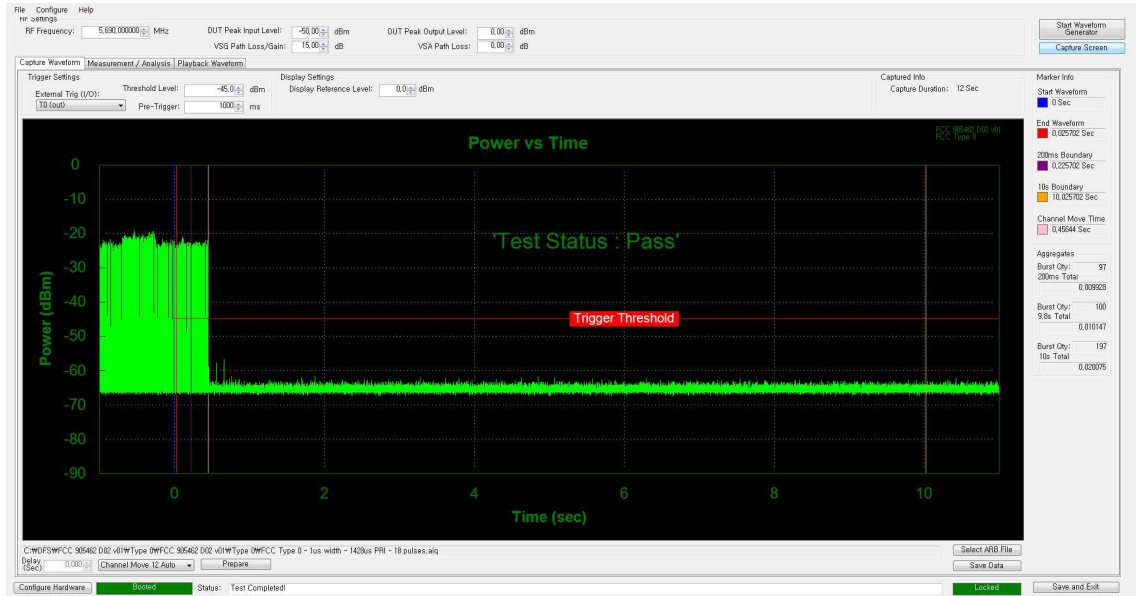 File Configure Help
RF Settings
RF Frequency: 5,690,000000 MHz DUT Peak Input Level: -50,00 dBm DUT Peak Output Level: 0,00 dBm
VSG Path Loss/Gain: 15,00 dB VSA Path Loss: 0,00 dB
Start Waveform Generator
Capture Screen
Capture Waveform Measurement / Analysis Playback Waveform
Trigger Settings
External Trig (I/O): Threshold Level: -45,0 dBm
T0 (out) Pre-Trigger: 1000 ms
Display Settings
Display Reference Level: 0,0 dBm
Captured Info
Capture Duration: 12 Sec
Marker Info
Start Waveform
0 Sec
End Waveform
0,025702 Sec
200ms Boundary
0,225702 Sec
10s Boundary
10,025702 Sec
Channel Move Time
0,45644 Sec
Aggregates
Burst Qty: 97
200ms Total
0,009928
Burst Qty: 100
9,8s Total
0,010147
Burst Qty: 197
10s Total
0,020075
FCC 905462 D02 v01
FCC Type 0
Power vs Time
'Test Status : Pass'
Trigger Threshold
Power (dBm)
0
-10
-20
-30
-40
-50
-60
-70
-80
-90
0 2 4 6 8 10
Time (sec)
C:₩DFS₩FCC 905462 D02 v01₩Type 0₩FCC 905462 D02 v01₩Type 0₩FCC Type 0 - 1us width - 1428us PRI - 18 pulses,aiq
Select ARB File
Delay (Sec) 0,000 Channel Move 12 Auto Prepare
Save Data
Configure Hardware Booted Status: Test Completed! Locked Save and Exit